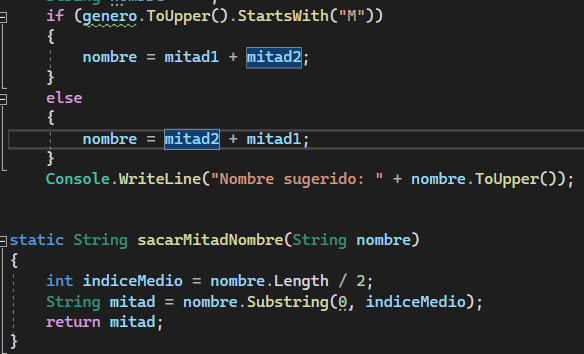 if (genero.ToUpper().StartsWith("M"))
{
nombre = mitad1 + mitad2;
}
else
{
nombre = mitad2 + mitad1;
}
Console.WriteLine("Nombre sugerido: " + nombre.ToUpper());
static String sacarMitadNombre(String nombre)
{
int indiceMedio = nombre.Length / 2;
String mitad = nombre.Substring(0, indiceMedio);
return mitad;
}